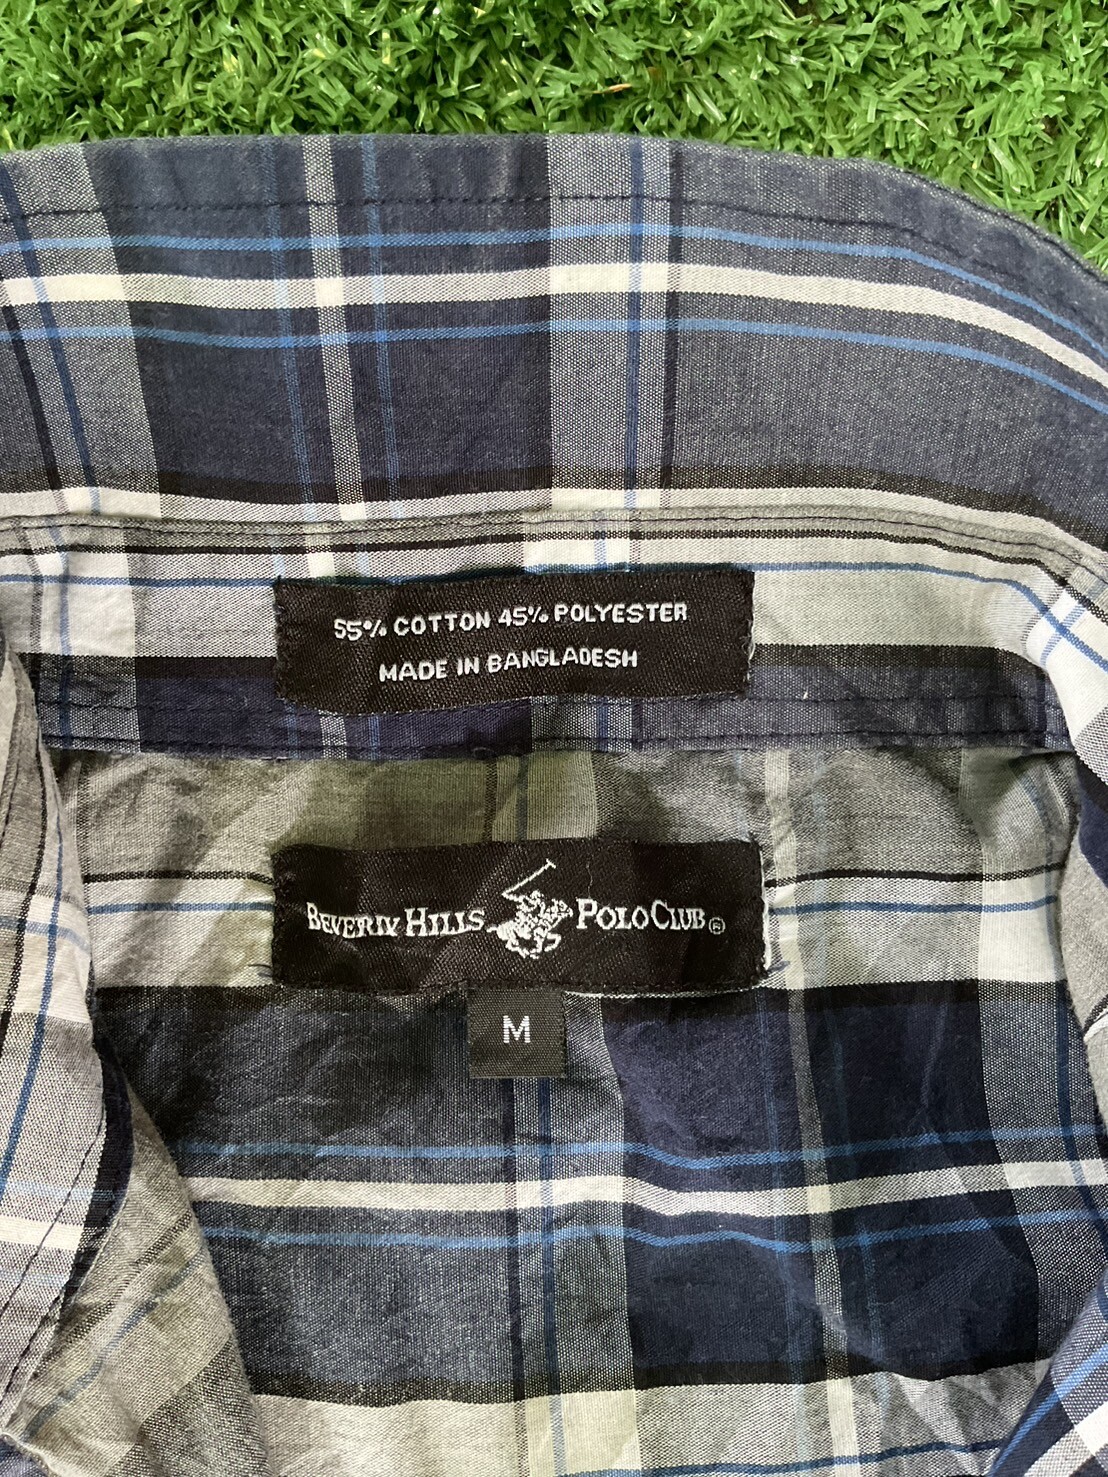 55% COTTON 45% POLYESTER
MADE IN BANGLADESH
BEVERLY HILLS POLO CLUB®
M